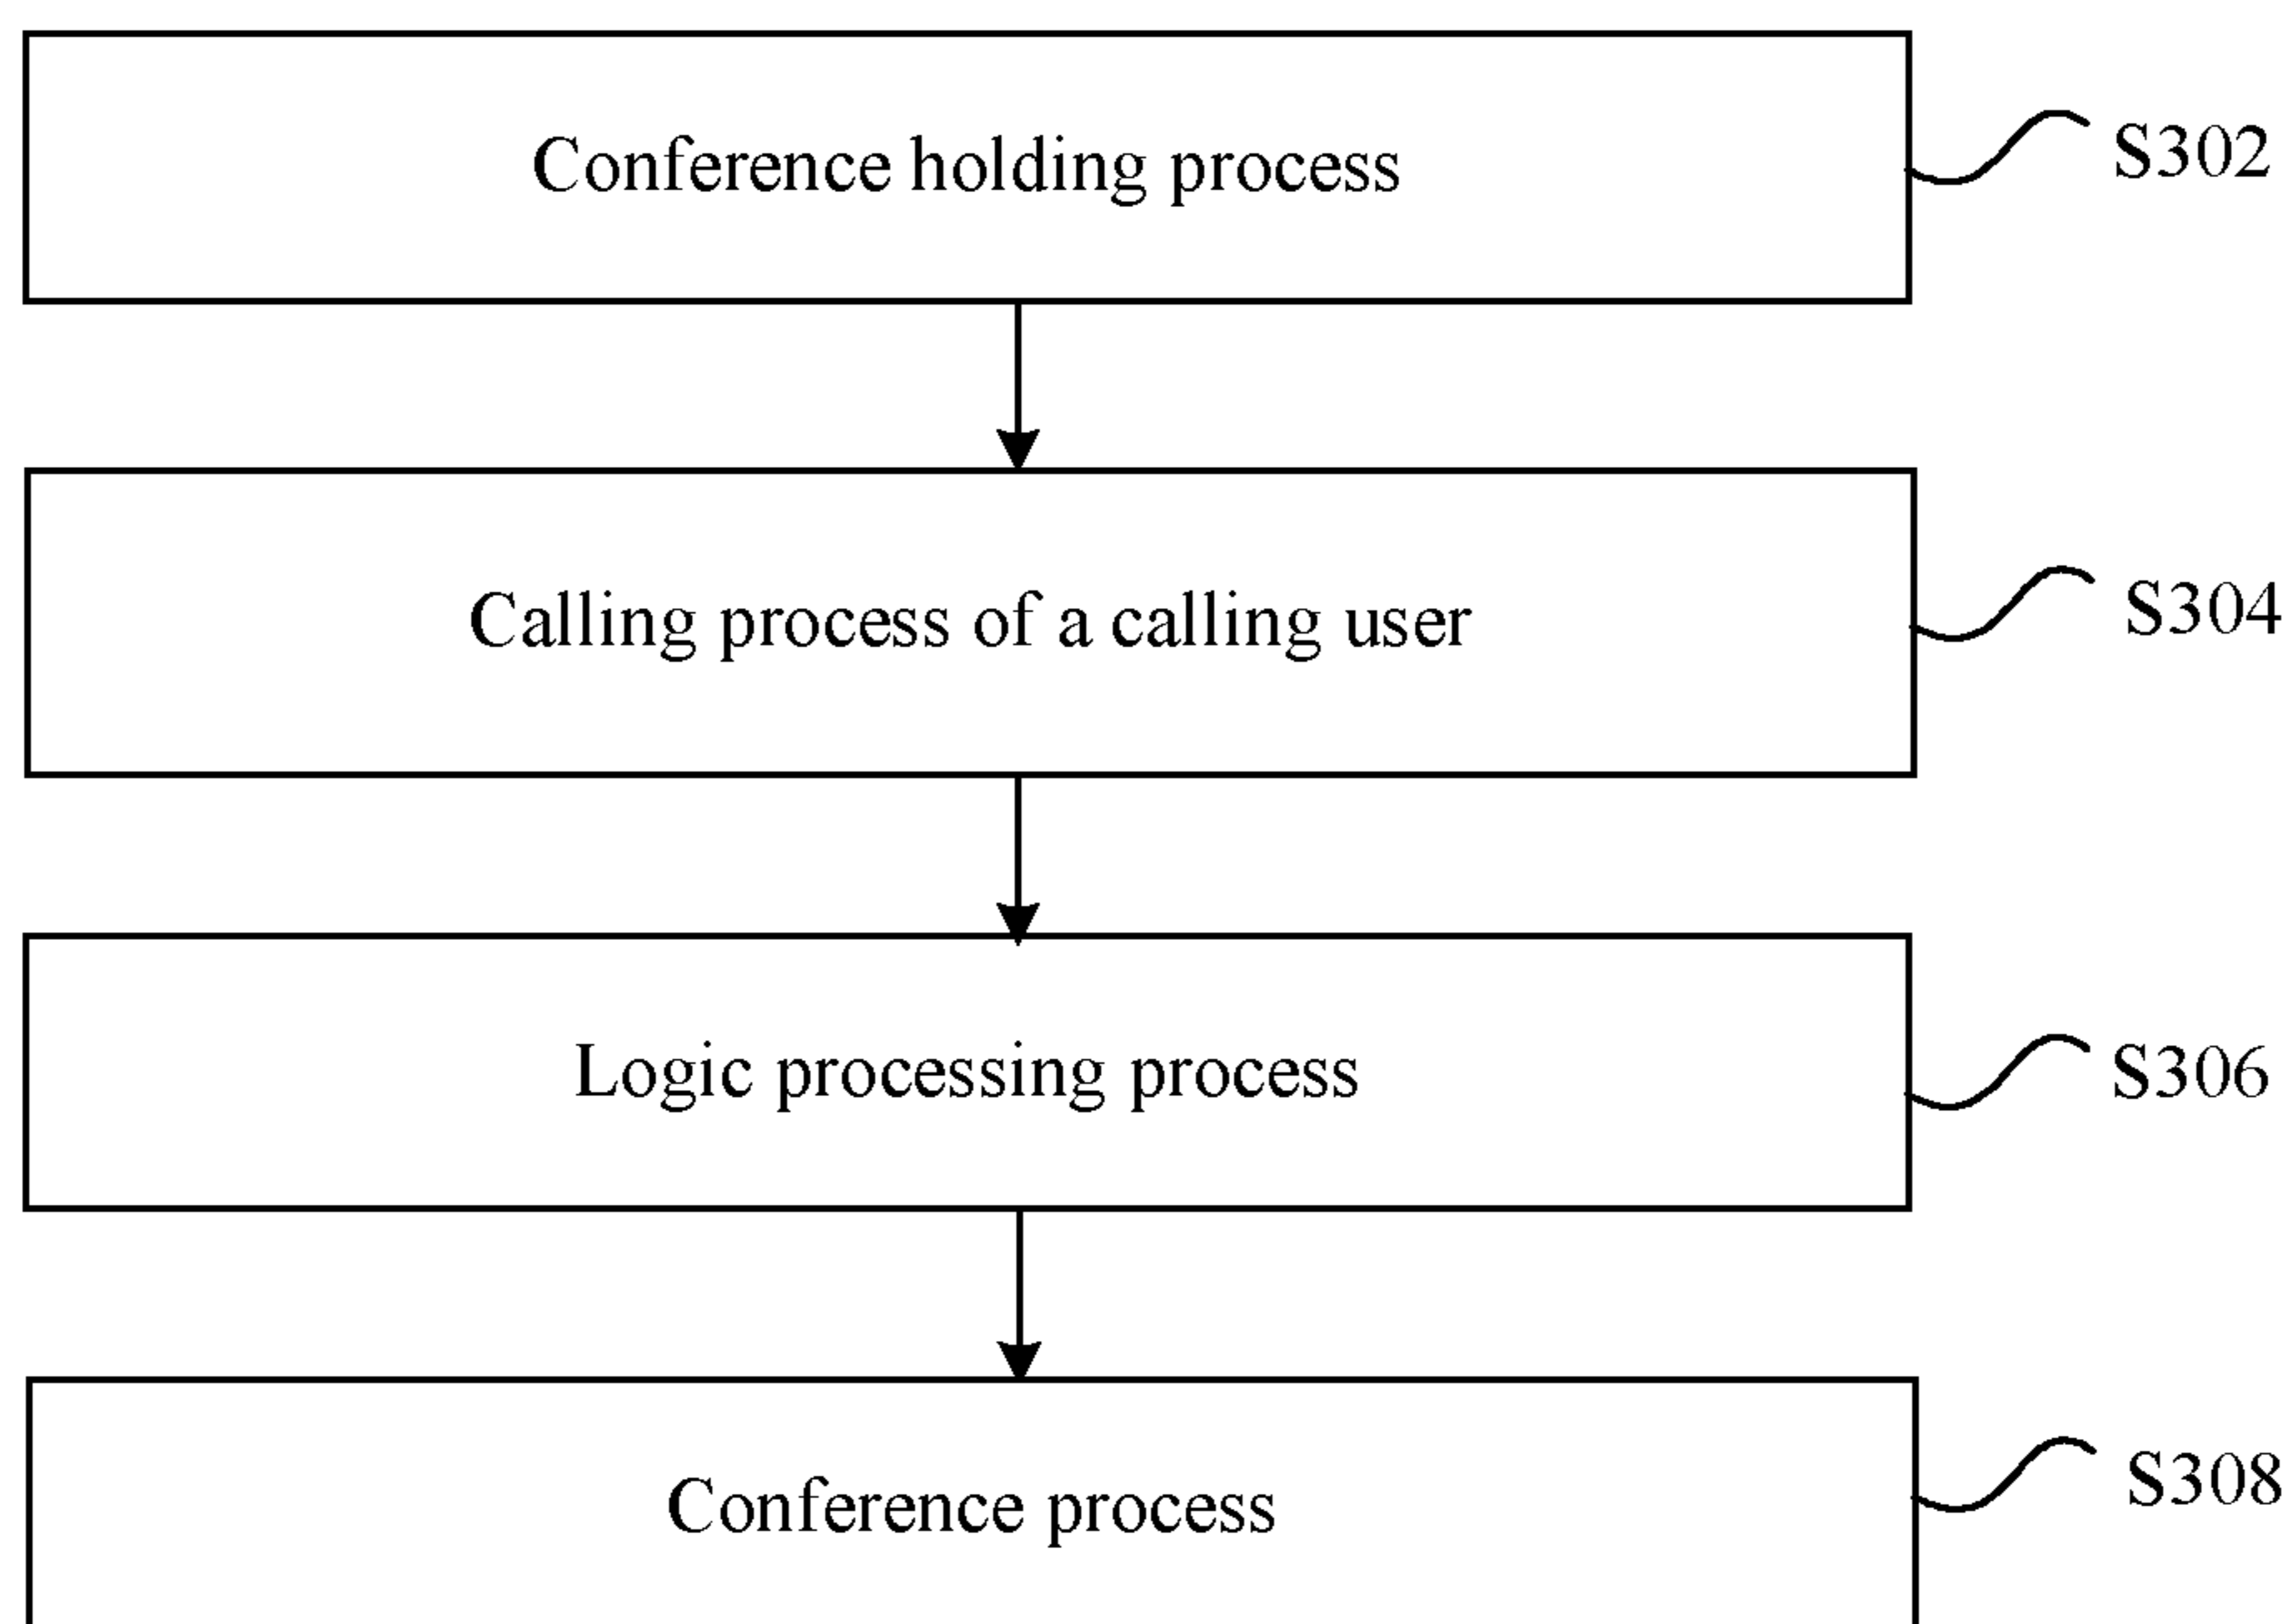 Conference holding process
S302
Calling process of a calling user
S304
Logic processing process
S306
Conference process
S308